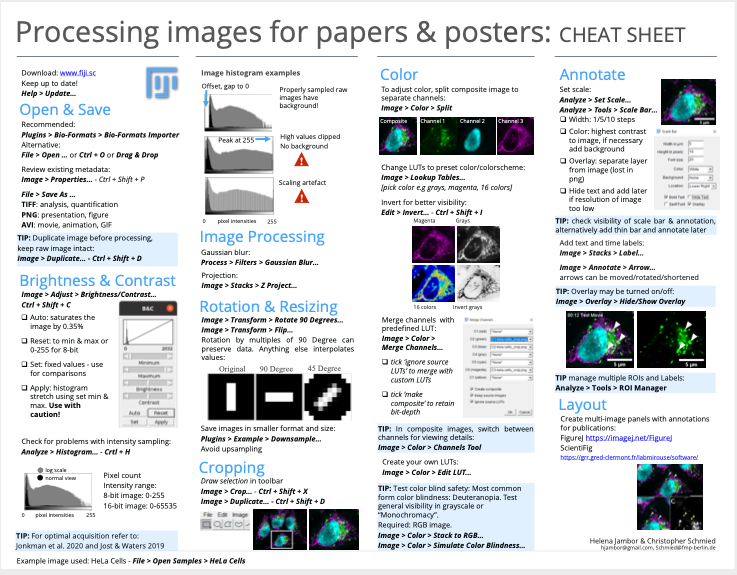 Processing images for papers & posters: CHEAT SHEET
Download: www.fiji.sc
Keep up to date!
Help > Update...
Open & Save
Recommended:
Plugins > Bio-Formats > Bio-Formats Importer
Alternative:
File > Open ... or Ctrl + O or Drag & Drop
Review existing metadata:
Image > Properties... - Ctrl + Shift + P
File > Save As ...
TIFF: analysis, quantification
PNG: presentation, figure
AVI: movie, animation, GIF
TIP: Duplicate image before processing,
keep raw image intact:
Image > Duplicate... - Ctrl + Shift + D
Brightness & Contrast
Image > Adjust > Brightness/Contrast...
Ctrl + Shift + C
Auto: saturates the
image by 0.35%
Reset: to min & max or
0-255 for 8-bit
Set: fixed values - use
for comparisons
Apply: histogram
stretch using set min &
max. Use with
caution!
B&C
Minimum
Maximum
Brightness
Contrast
Auto Reset
Set Apply
Check for problems with intensity sampling:
Analyze > Histogram... - Crtl + H
log scale
normal view
0 pixel intensities 255
Pixel count
Intensity range:
8-bit image: 0-255
16-bit image: 0-65535
TIP: For optimal acquisition refer to:
Jonkman et al. 2020 and Jost & Waters 2019
Example image used: HeLa Cells - File > Open Samples > HeLa Cells
Image histogram examples
Offset, gap to 0
Properly sampled raw
images have
background!
Peak at 255
High values clipped
No background
Scaling artefact
0 pixel intensities 255
Image Processing
Gaussian blur:
Process > Filters > Gaussian Blur...
Projection:
Image > Stacks > Z Project...
Rotation & Resizing
Image > Transform > Rotate 90 Degrees...
Image > Transform > Flip...
Rotation by multiples of 90 Degree can
preserve data. Anything else interpolates
values:
Original 90 Degree 45 Degree
Save images in smaller format and size:
Plugins > Example > Downsample...
Avoid upsampling
Cropping
Draw selection in toolbar
Image > Crop... - Ctrl + Shift + X
Image > Duplicate... - Ctrl + Shift + D
File Edit Image
Color
To adjust color, split composite image to
separate channels:
Image > Color > Split
Composite Channel 1 Channel 2 Channel 3
Change LUTs to preset color/colorscheme:
Image > Lookup Tables...
[pick color e.g grays, magenta, 16 colors]
Invert for better visibility:
Edit > Invert... - Ctrl + Shift + I
Magenta Grays
16 colors Invert grays
Merge channels with
predefined LUT:
Image > Color >
Merge Channels...
tick 'ignore source
LUTs' to merge with
custom LUTs
tick 'make
composite' to retain
bit-depth
Merge Channels
TIP: In composite images, switch between
channels for viewing details:
Image > Color > Channels Tool
Create your own LUTs:
Image > Color > Edit LUT...
TIP: Test color blind safety: Most common
form color blindness: Deuteranopia. Test
general visibility in grayscale or
“Monochromacy”.
Required: RGB image.
Image > Color > Stack to RGB...
Image > Color > Simulate Color Blindness...
Annotate
Set scale:
Analyze > Set Scale...
Analyze > Tools > Scale Bar...
Width: 1/5/10 steps
Color: highest contrast
to image, if necessary
add background
Overlay: separate layer
from image (lost in
png)
Hide text and add later
if resolution of image
too low
5 µm
Scale Bar
TIP: check visibility of scale bar & annotation,
alternatively add thin bar and annotate later
Add text and time labels:
Image > Stacks > Label...
Image > Annotate > Arrow...
arrows can be moved/rotated/shortened
TIP: Overlay may be turned on/off:
Image > Overlay > Hide/Show Overlay
00:12 Test Movie
5 µm
5 µm
TIP manage multiple ROIs and Labels:
Analyze > Tools > ROI Manager
Layout
Create multi-image panels with annotations
for publications:
FigureJ https://imagej.net/FigureJ
ScientiFig
https://grr.gred-clermont.fr/labmirouse/software/
Helena Jambor & Christopher Schmied
hjambor@gmail.com, Schmied@fmp-berlin.de